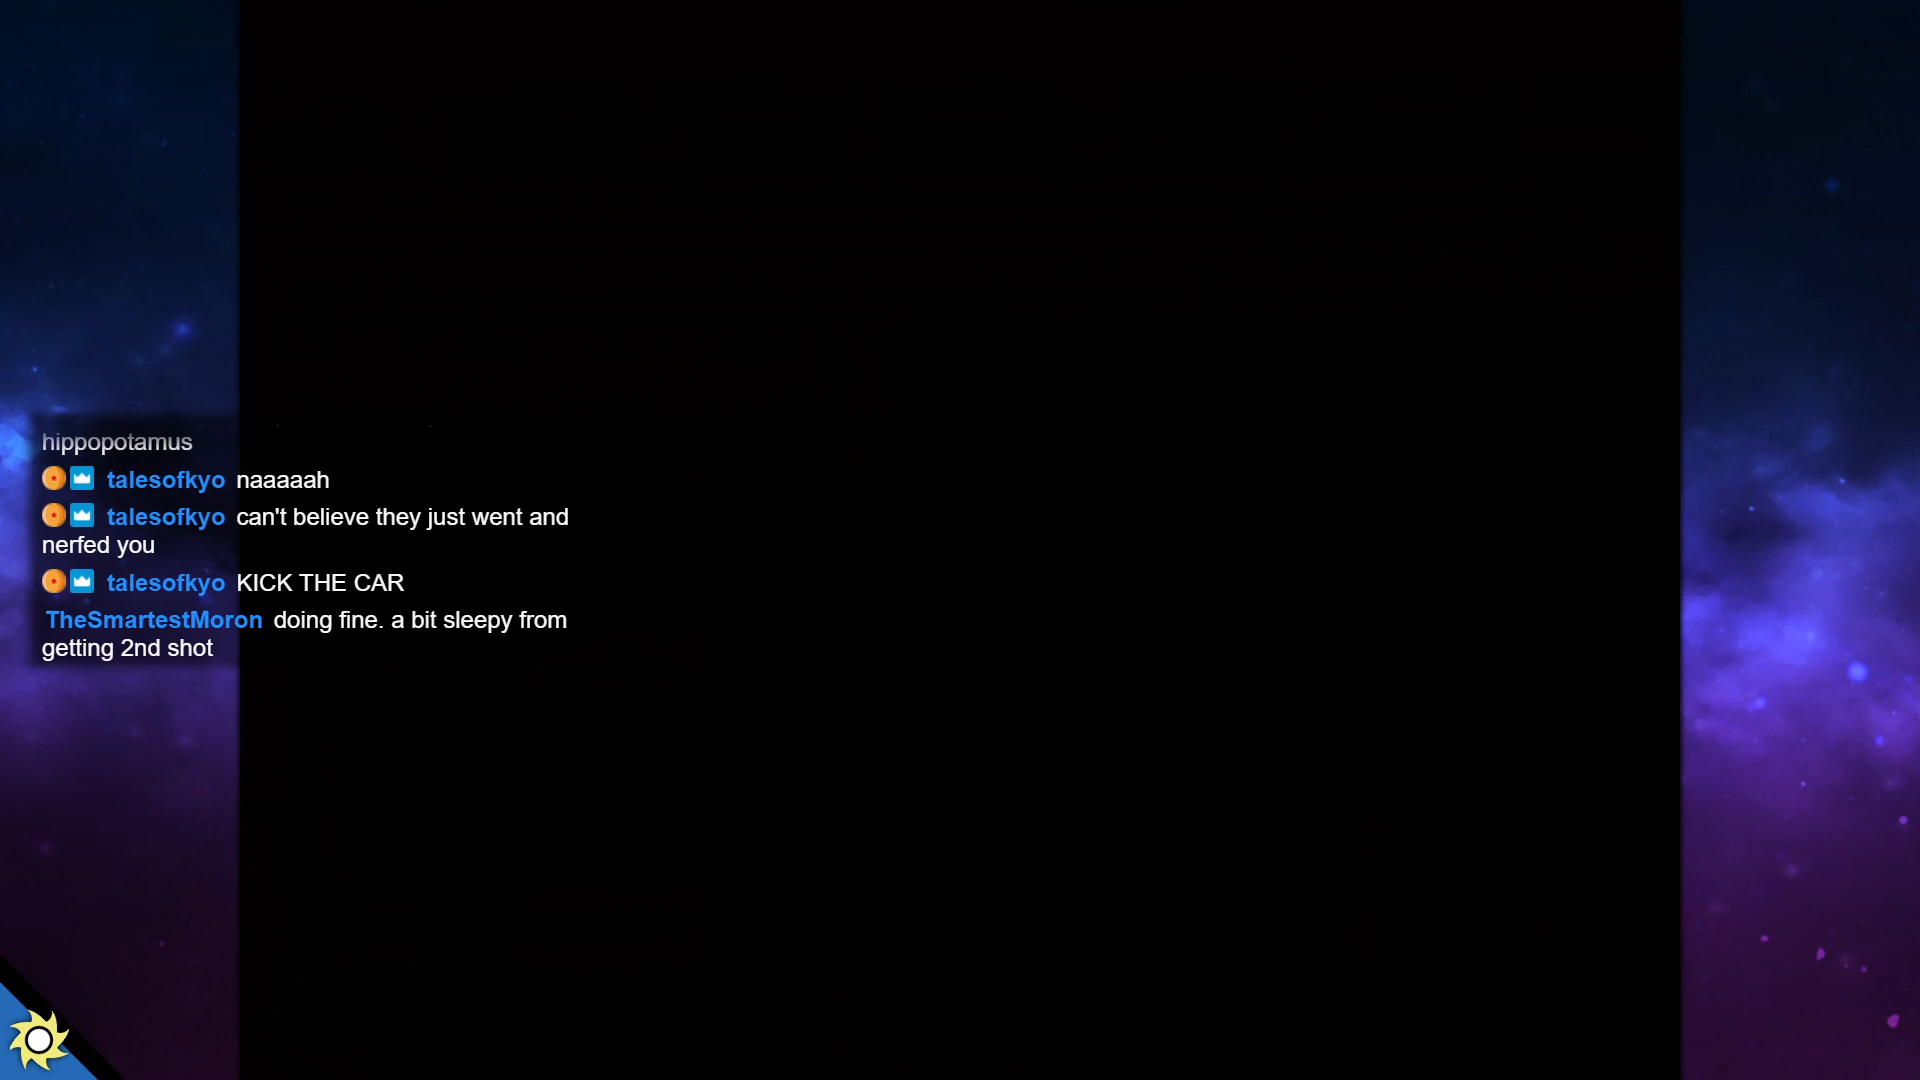 hippopotamus
talesofkyo naaaaah
talesofkyo can't believe they just went and
nerfed you
talesofkyo KICK THE CAR
TheSmartestMoron doing fine. a bit sleepy from
getting 2nd shot